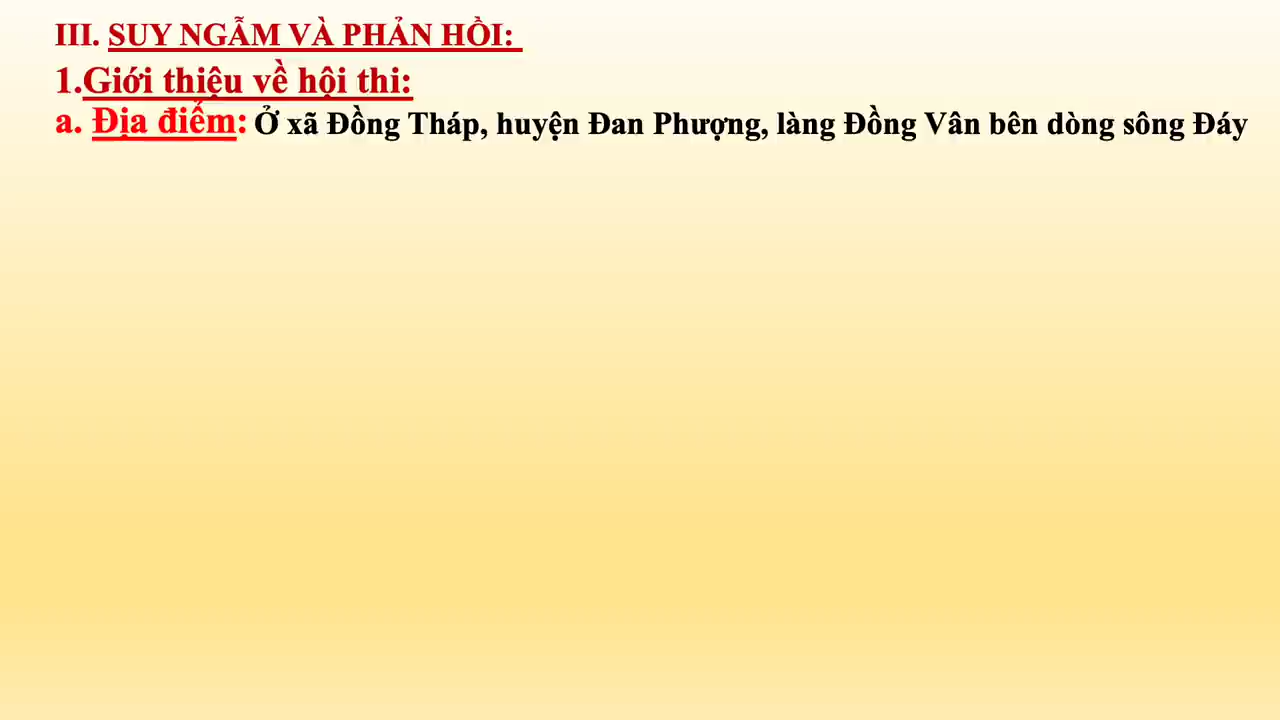 III. SUY NGẪM VÀ PHẢN HỒI:
1.Giới thiệu về hội thi:
a. Địa điểm: Ở xã Đồng Tháp, huyện Đan Phượng, làng Đồng Vân bên dòng sông Đáy